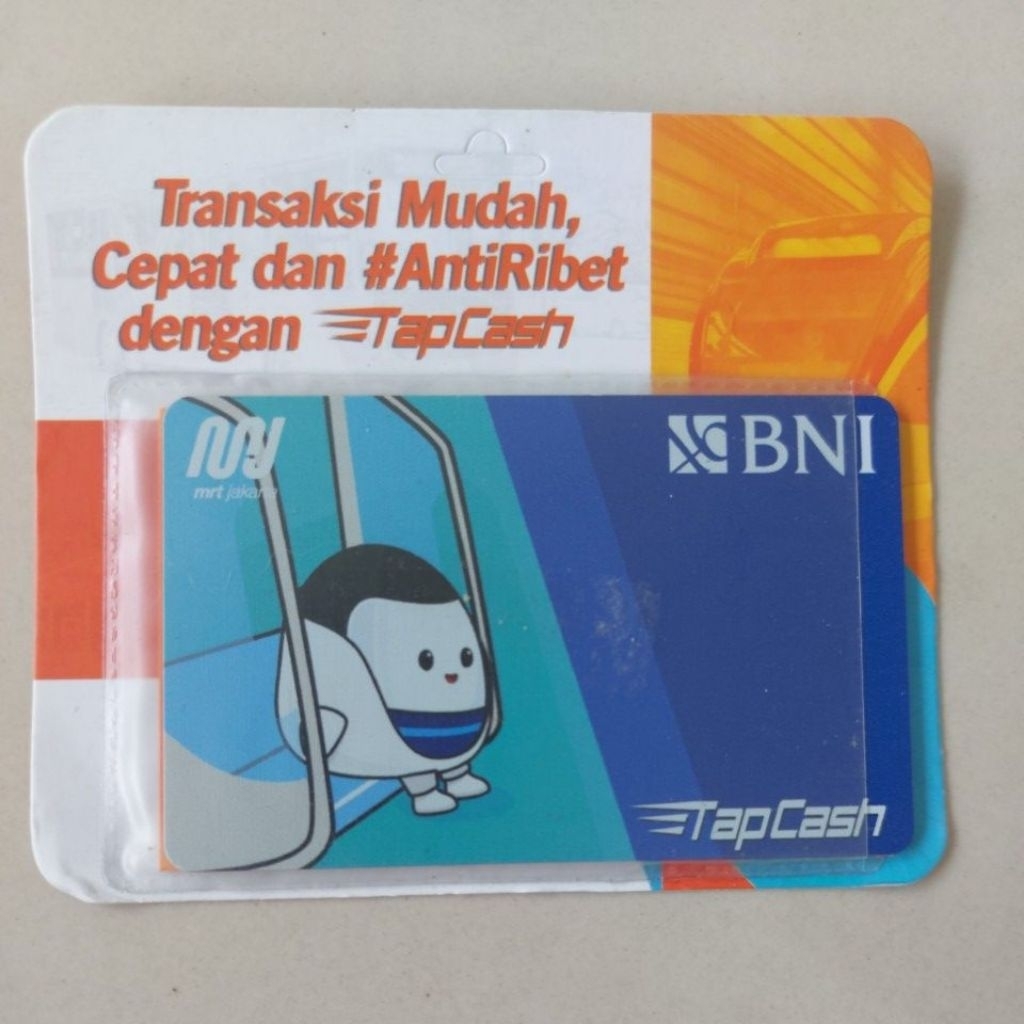 Transaksi Mudah,
Cepat dan #AntiRibet
dengan TapCash
mrt jakarta
BNI
TapCash